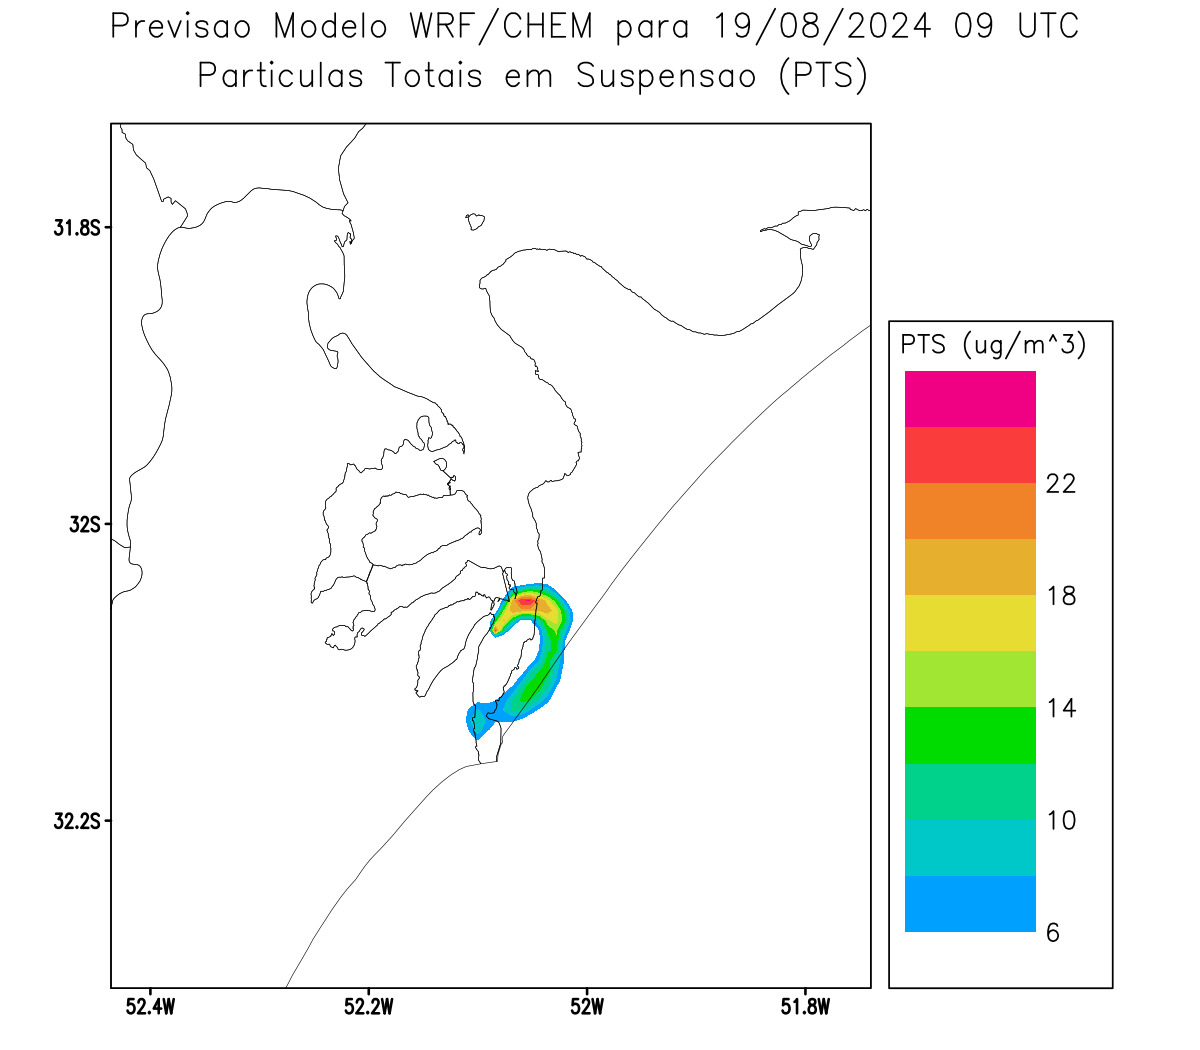 Previsao Modelo WRF/CHEM para 19/08/2024 09 UTC
Particulas Totais em Suspensao (PTS)
31.8S
32S
32.2S
52.4W
52.2W
52W
51.8W
PTS (ug/m^3)
22
18
14
10
6